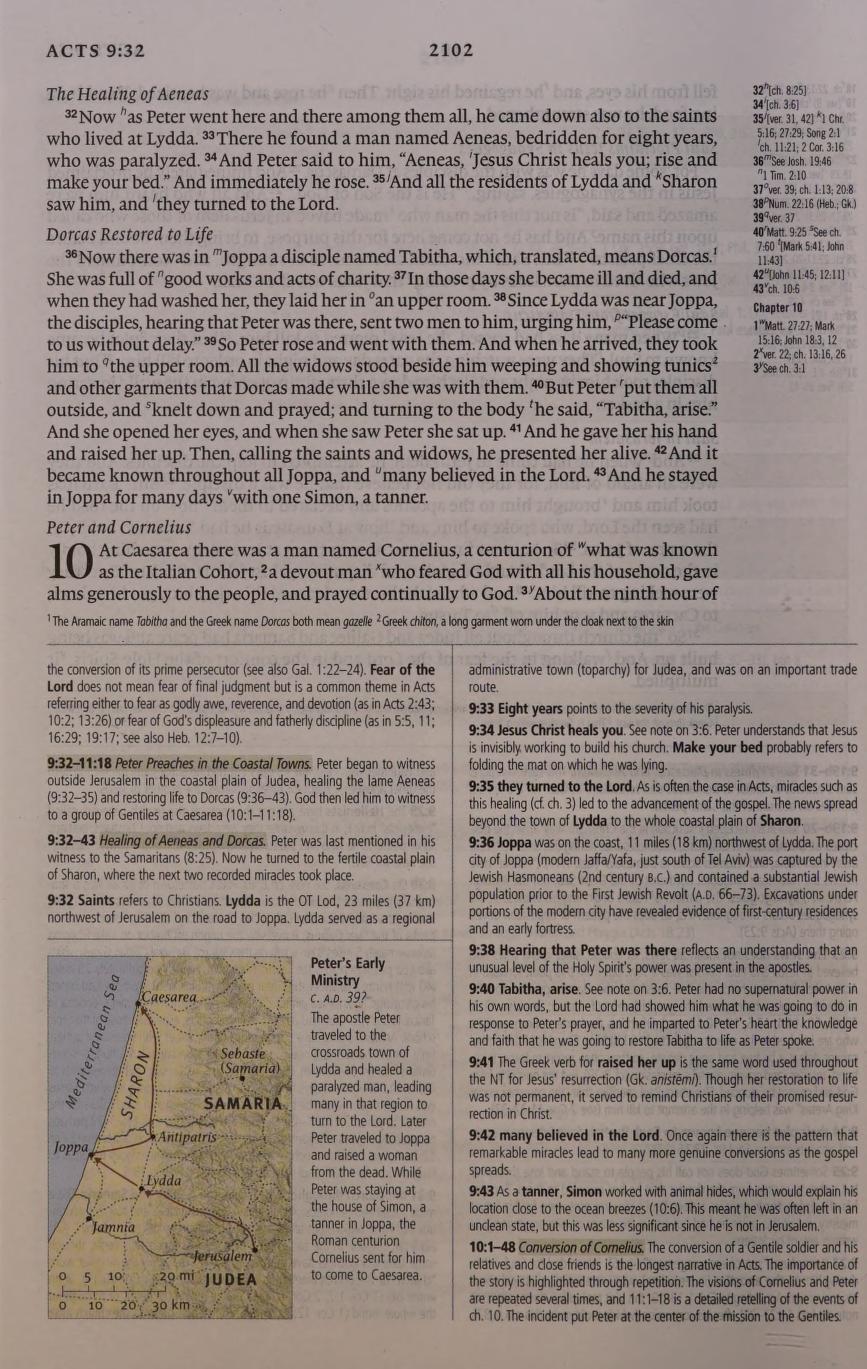 ACTS 9:32
2102
The Healing of Aeneas
32 Now h as Peter went here and there among them all, he came down also to the saints
who lived at Lydda. 33 There he found a man named Aeneas, bedridden for eight years,
who was paralyzed. 34 And Peter said to him, “Aeneas, i Jesus Christ heals you; rise and
make your bed.” And immediately he rose. 35 j And all the residents of Lydda and k Sharon
saw him, and l they turned to the Lord.
Dorcas Restored to Life
36 Now there was in m Joppa a disciple named Tabitha, which, translated, means Dorcas.1
She was full of n good works and acts of charity. 37 In those days she became ill and died, and
when they had washed her, they laid her in o an upper room. 38 Since Lydda was near Joppa,
the disciples, hearing that Peter was there, sent two men to him, urging him, p “Please come
to us without delay.” 39 So Peter rose and went with them. And when he arrived, they took
him to q the upper room. All the widows stood beside him weeping and showing tunics2
and other garments that Dorcas made while she was with them. 40 But Peter r put them all
outside, and s knelt down and prayed; and turning to the body t he said, “Tabitha, arise.”
And she opened her eyes, and when she saw Peter she sat up. 41 And he gave her his hand
and raised her up. Then, calling the saints and widows, he presented her alive. 42 And it
became known throughout all Joppa, and u many believed in the Lord. 43 And he stayed
in Joppa for many days v with one Simon, a tanner.
Peter and Cornelius
10 At Caesarea there was a man named Cornelius, a centurion of w what was known
as the Italian Cohort, 2 a devout man x who feared God with all his household, gave
alms generously to the people, and prayed continually to God. 3 y About the ninth hour of
1 The Aramaic name Tabitha and the Greek name Dorcas both mean gazelle 2 Greek chiton, a long garment worn under the cloak next to the skin
32 h [ch. 8:25]
34 i [ch. 3:6]
35 j [ver. 31, 42] k 1 Chr.
5:16; 27:29; Song 2:1
l ch. 11:21; 2 Cor. 3:16
36 m See Josh. 19:46
n 1 Tim. 2:10
37 o ver. 39; ch. 1:13; 20:8
38 p Num. 22:16 (Heb.; Gk.)
39 q ver. 37
40 r Matt. 9:25 s See ch.
7:60 t [Mark 5:41; John
11:43]
42 u [John 11:45; 12:11]
43 v ch. 10:6
Chapter 10
1 w Matt. 27:27; Mark
15:16; John 18:3, 12
2 x ver. 22; ch. 13:16, 26
3 y See ch. 3:1
the conversion of its prime persecutor (see also Gal. 1:22–24). Fear of the
Lord does not mean fear of final judgment but is a common theme in Acts
referring either to fear as godly awe, reverence, and devotion (as in Acts 2:43;
10:2; 13:26) or fear of God's displeasure and fatherly discipline (as in 5:5, 11;
16:29; 19:17; see also Heb. 12:7–10).
9:32–11:18 Peter Preaches in the Coastal Towns. Peter began to witness
outside Jerusalem in the coastal plain of Judea, healing the lame Aeneas
(9:32–35) and restoring life to Dorcas (9:36–43). God then led him to witness
to a group of Gentiles at Caesarea (10:1–11:18).
9:32–43 Healing of Aeneas and Dorcas. Peter was last mentioned in his
witness to the Samaritans (8:25). Now he turned to the fertile coastal plain
of Sharon, where the next two recorded miracles took place.
9:32 Saints refers to Christians. Lydda is the OT Lod, 23 miles (37 km)
northwest of Jerusalem on the road to Joppa. Lydda served as a regional
Mediterranean Sea
Caesarea
SHARON
Sebaste
(Samaria)
SAMARIA
Antipatris
Joppa
Lydda
Jamnia
Jerusalem
JUDEA
0 5 10 20 mi
0 10 20 30 km
Peter's Early
Ministry
C. A.D. 39?
The apostle Peter
traveled to the
crossroads town of
Lydda and healed a
paralyzed man, leading
many in that region to
turn to the Lord. Later
Peter traveled to Joppa
and raised a woman
from the dead. While
Peter was staying at
the house of Simon, a
tanner in Joppa, the
Roman centurion
Cornelius sent for him
to come to Caesarea.
administrative town (toparchy) for Judea, and was on an important trade
route.
9:33 Eight years points to the severity of his paralysis.
9:34 Jesus Christ heals you. See note on 3:6. Peter understands that Jesus
is invisibly working to build his church. Make your bed probably refers to
folding the mat on which he was lying.
9:35 they turned to the Lord. As is often the case in Acts, miracles such as
this healing (cf. ch. 3) led to the advancement of the gospel. The news spread
beyond the town of Lydda to the whole coastal plain of Sharon.
9:36 Joppa was on the coast, 11 miles (18 km) northwest of Lydda. The port
city of Joppa (modern Jaffa/Yafa, just south of Tel Aviv) was captured by the
Jewish Hasmoneans (2nd century B.C.) and contained a substantial Jewish
population prior to the First Jewish Revolt (A.D. 66–73). Excavations under
portions of the modern city have revealed evidence of first-century residences
and an early fortress.
9:38 Hearing that Peter was there reflects an understanding that an
unusual level of the Holy Spirit's power was present in the apostles.
9:40 Tabitha, arise. See note on 3:6. Peter had no supernatural power in
his own words, but the Lord had showed him what he was going to do in
response to Peter's prayer, and he imparted to Peter's heart the knowledge
and faith that he was going to restore Tabitha to life as Peter spoke.
9:41 The Greek verb for raised her up is the same word used throughout
the NT for Jesus' resurrection (Gk. anistēmi). Though her restoration to life
was not permanent, it served to remind Christians of their promised resur-
rection in Christ.
9:42 many believed in the Lord. Once again there is the pattern that
remarkable miracles lead to many more genuine conversions as the gospel
spreads.
9:43 As a tanner, Simon worked with animal hides, which would explain his
location close to the ocean breezes (10:6). This meant he was often left in an
unclean state, but this was less significant since he is not in Jerusalem.
10:1–48 Conversion of Cornelius. The conversion of a Gentile soldier and his
relatives and close friends is the longest narrative in Acts. The importance of
the story is highlighted through repetition. The visions of Cornelius and Peter
are repeated several times, and 11:1–18 is a detailed retelling of the events of
ch. 10. The incident put Peter at the center of the mission to the Gentiles.